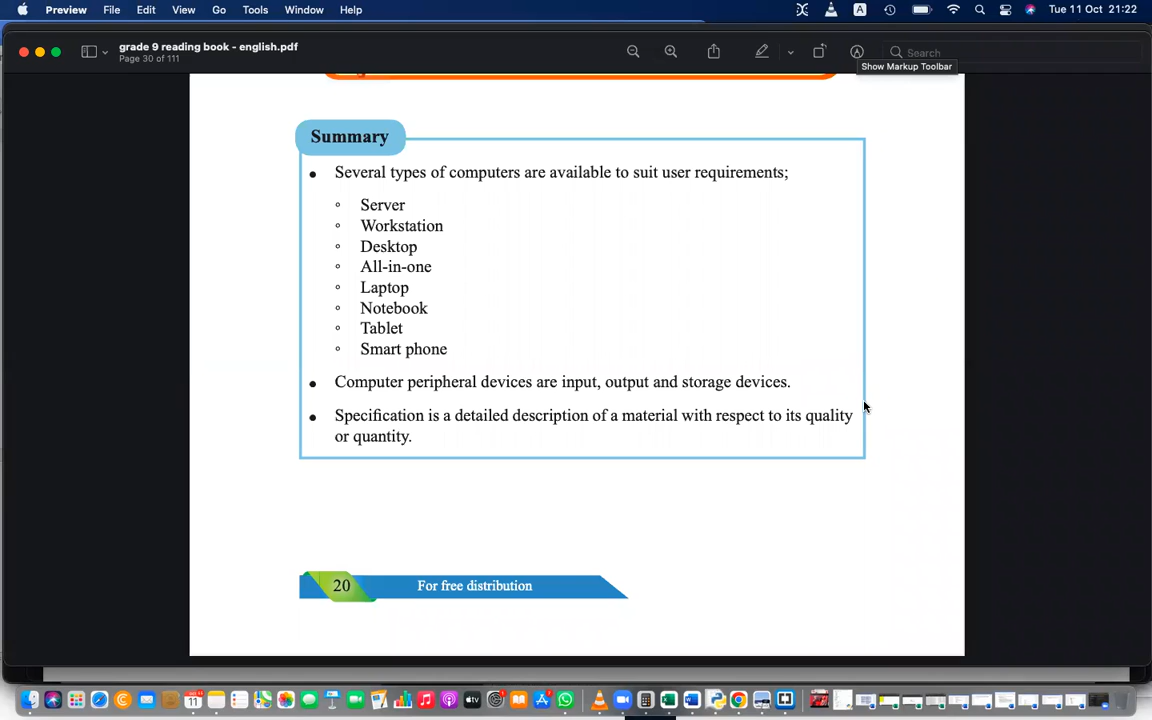 Preview File Edit View Go Tools Window Help A Tue 11 Oct 21:22
grade 9 reading book - english.pdf
Page 30 of 111
Search
Show Markup Toolbar
Summary
• Several types of computers are available to suit user requirements;
◦ Server
◦ Workstation
◦ Desktop
◦ All-in-one
◦ Laptop
◦ Notebook
◦ Tablet
◦ Smart phone
• Computer peripheral devices are input, output and storage devices.
• Specification is a detailed description of a material with respect to its quality
or quantity.
20 For free distribution